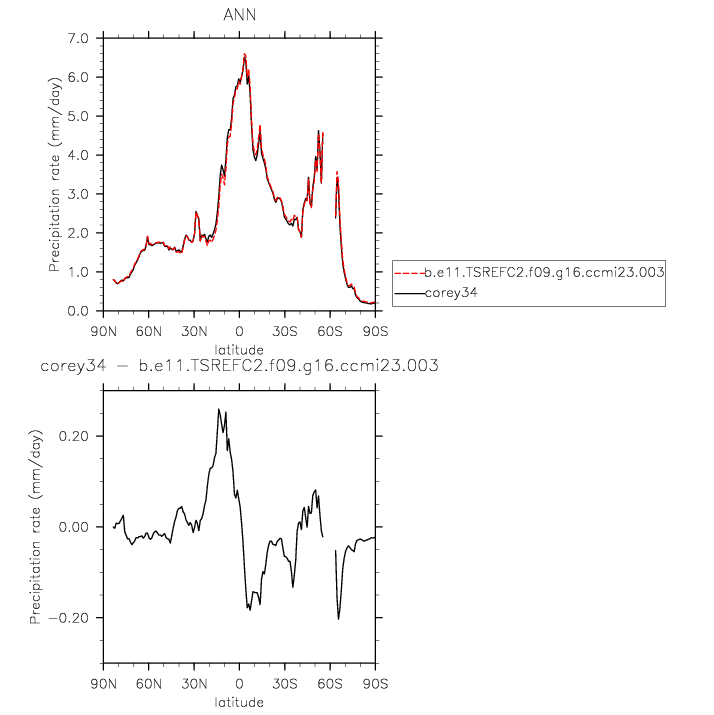 ANN
7.0
6.0
5.0
4.0
3.0
2.0
1.0
0.0
Precipitation rate (mm/day)
90N 60N 30N 0 30S 60S 90S
latitude
b.e11.TSREFC2.f09.g16.ccmi23.003
corey34
corey34 − b.e11.TSREFC2.f09.g16.ccmi23.003
0.20
0.00
−0.20
Precipitation rate (mm/day)
90N 60N 30N 0 30S 60S 90S
latitude